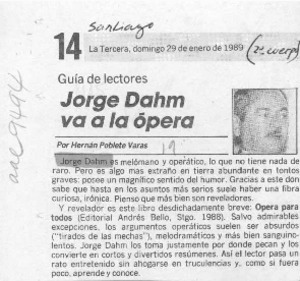 Santiago
14
La Tercera, domingo 29 de enero de 1989
(2º cuerpo)
Guía de lectores
Jorge Dahm
va a la ópera
Por Hernán Poblete Varas
19
Jorge Dahm es melómano y operático, lo que no tiene nada de
raro. Pero es algo mas extraño en tierra abundante en tontos
graves: posee un magnífico sentido del humor. Gracias a este don
sabe que hasta en los asuntos más serios suele haber una fibra
curiosa, irónica. Pienso que más bien son reveladores.
Y revelador es este libro desdichadamente breve: Opera para
todos (Editorial Andrés Bello, Stgo. 1988). Salvo admirables
excepciones, los argumentos operáticos suelen ser absurdos
("tirados de las mechas"), melodramáticos y más bien sanguino-
lentos. Jorge Dahm los toma justamente por donde pecan y los
convierte en cortos y divertidos resúmenes. Así el lector pasa un
rato entretenido sin ahogarse en truculencias y, como si fuera
poco, aprende y conoce.